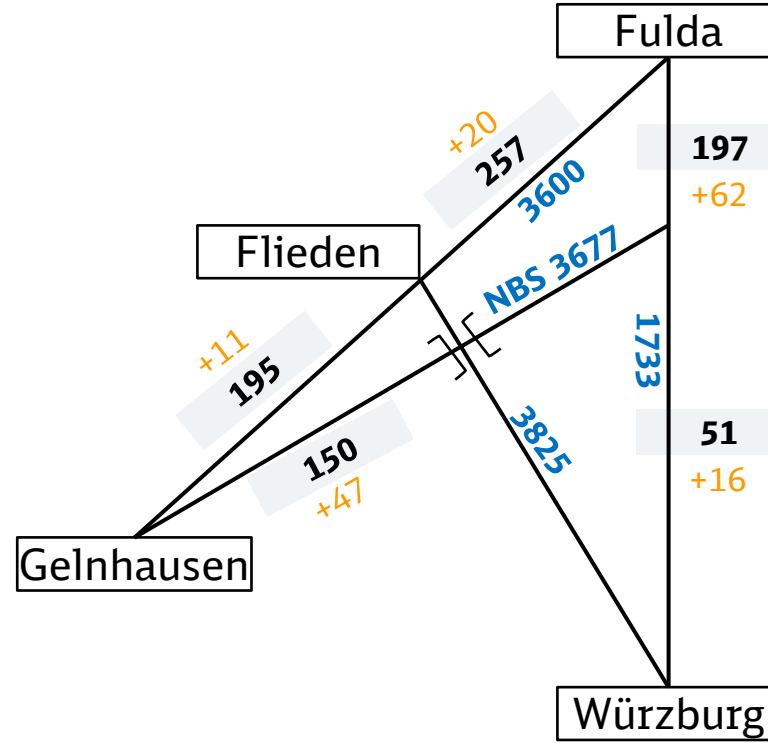 Fulda
+20
257
3600
197
+62
Flieden
NBS 3677
1733
+11
195
3825
51
+16
150
+47
Gelnhausen
Würzburg